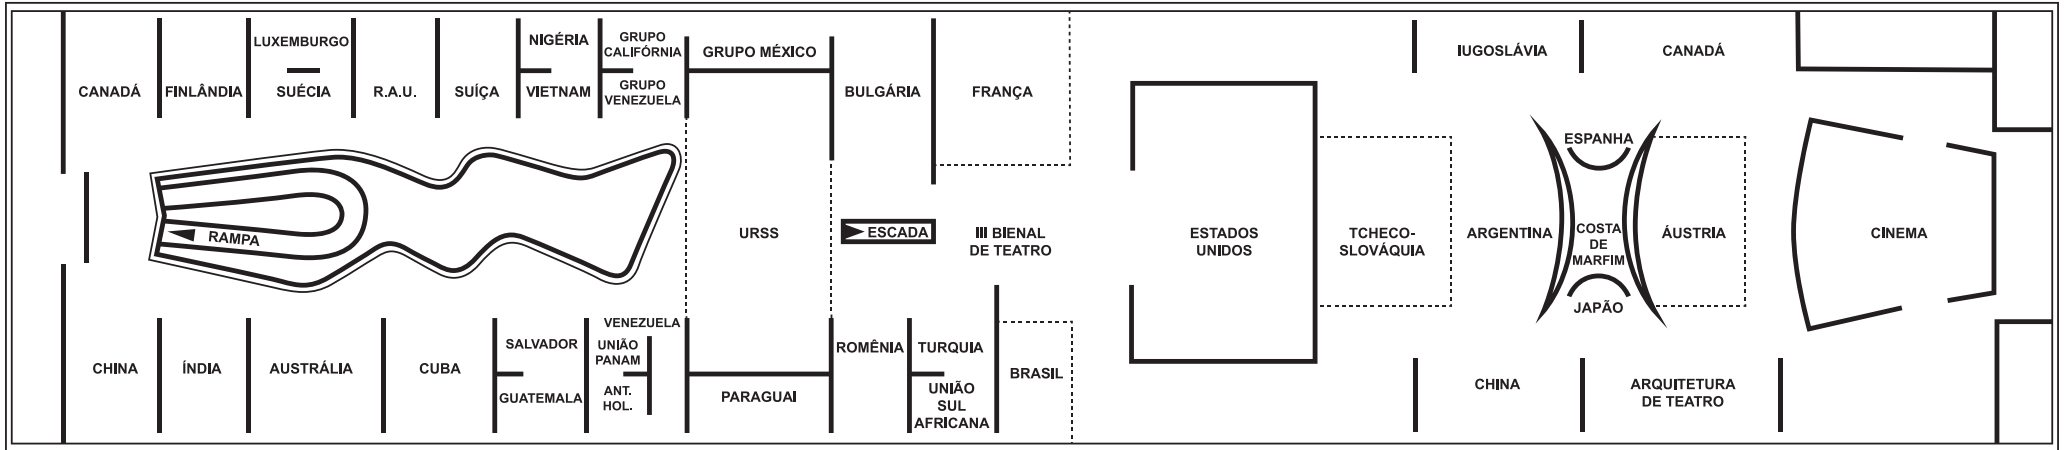 CANADÁ
FINLÂNDIA
LUXEMBURGO
SUÉCIA
R.A.U.
SUÍÇA
NIGÉRIA
VIETNAM
GRUPO
CALIFÓRNIA
GRUPO
VENEZUELA
GRUPO MÉXICO
BULGÁRIA
FRANÇA
IUGOSLÁVIA
CANADÁ
RAMPA
URSS
ESCADA
III BIENAL
DE TEATRO
ESTADOS
UNIDOS
TCHECO-
SLOVÁQUIA
ARGENTINA
ESPANHA
COSTA
DE
MARFIM
JAPÃO
ÁUSTRIA
CINEMA
CHINA
ÍNDIA
AUSTRÁLIA
CUBA
SALVADOR
GUATEMALA
VENEZUELA
UNIÃO
PANAM
ANT.
HOL.
PARAGUAI
ROMÊNIA
TURQUIA
UNIÃO
SUL
AFRICANA
BRASIL
CHINA
ARQUITETURA
DE TEATRO